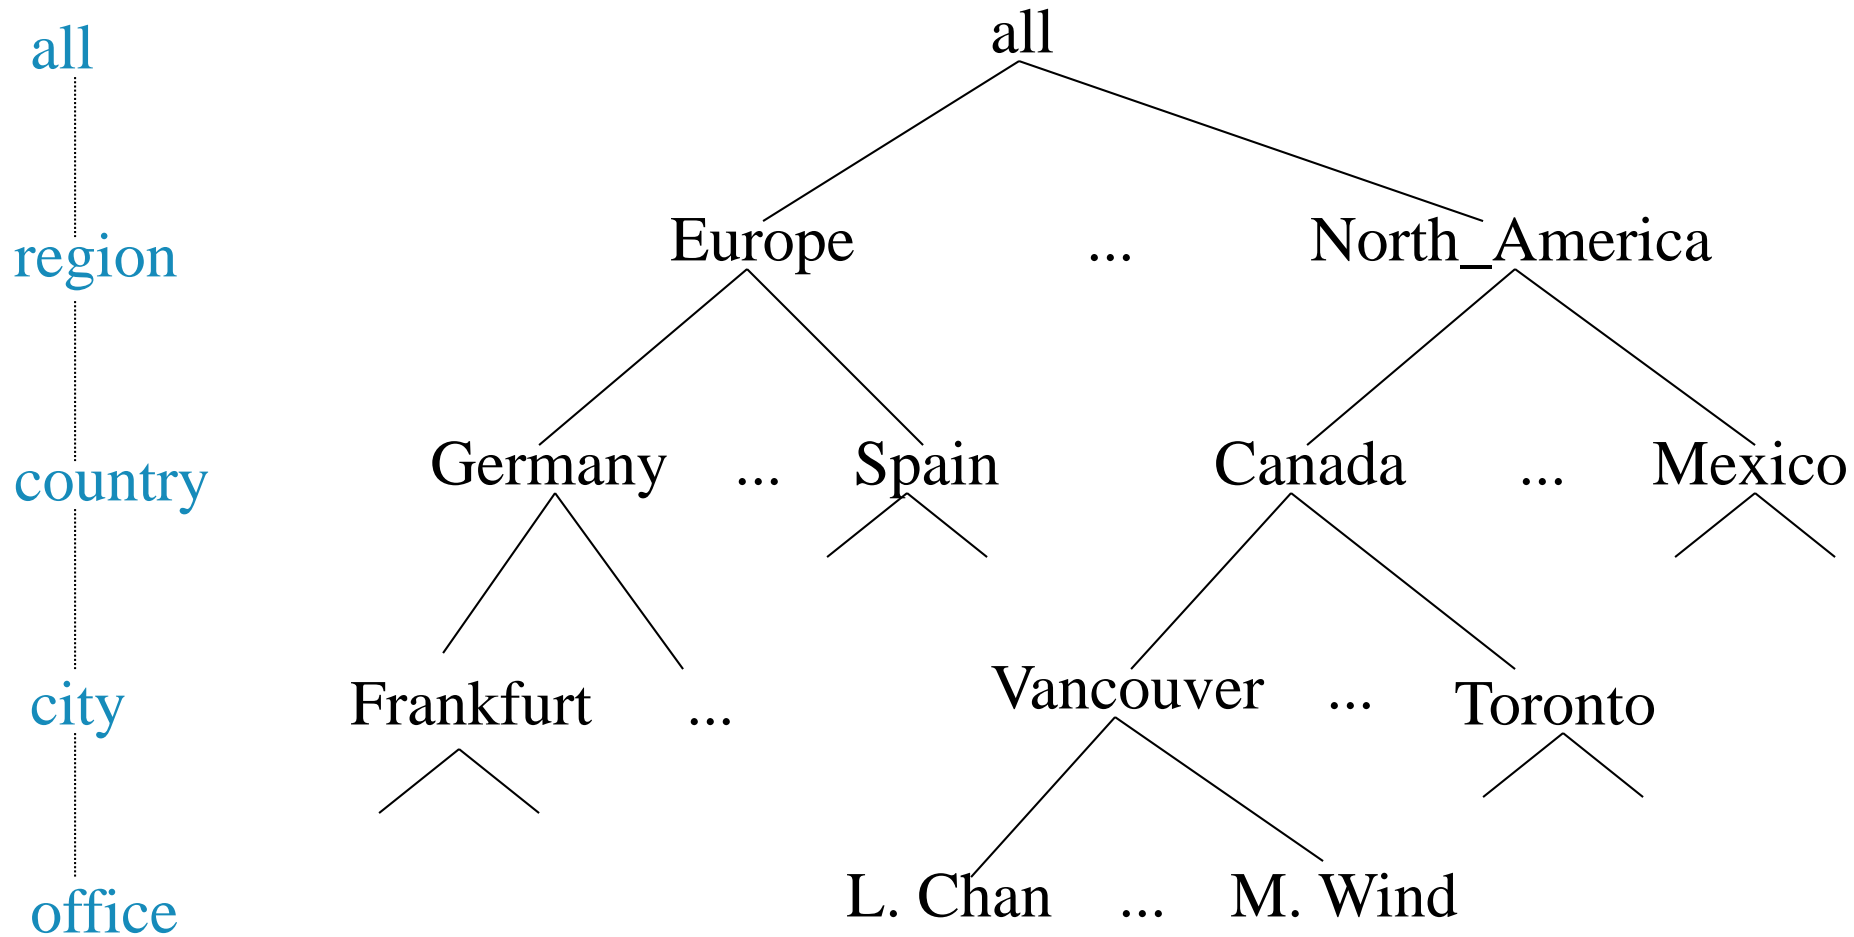 all all
region Europe ... North_America
country Germany ... Spain Canada ... Mexico
city Frankfurt ... Vancouver ... Toronto
office L. Chan ... M. Wind